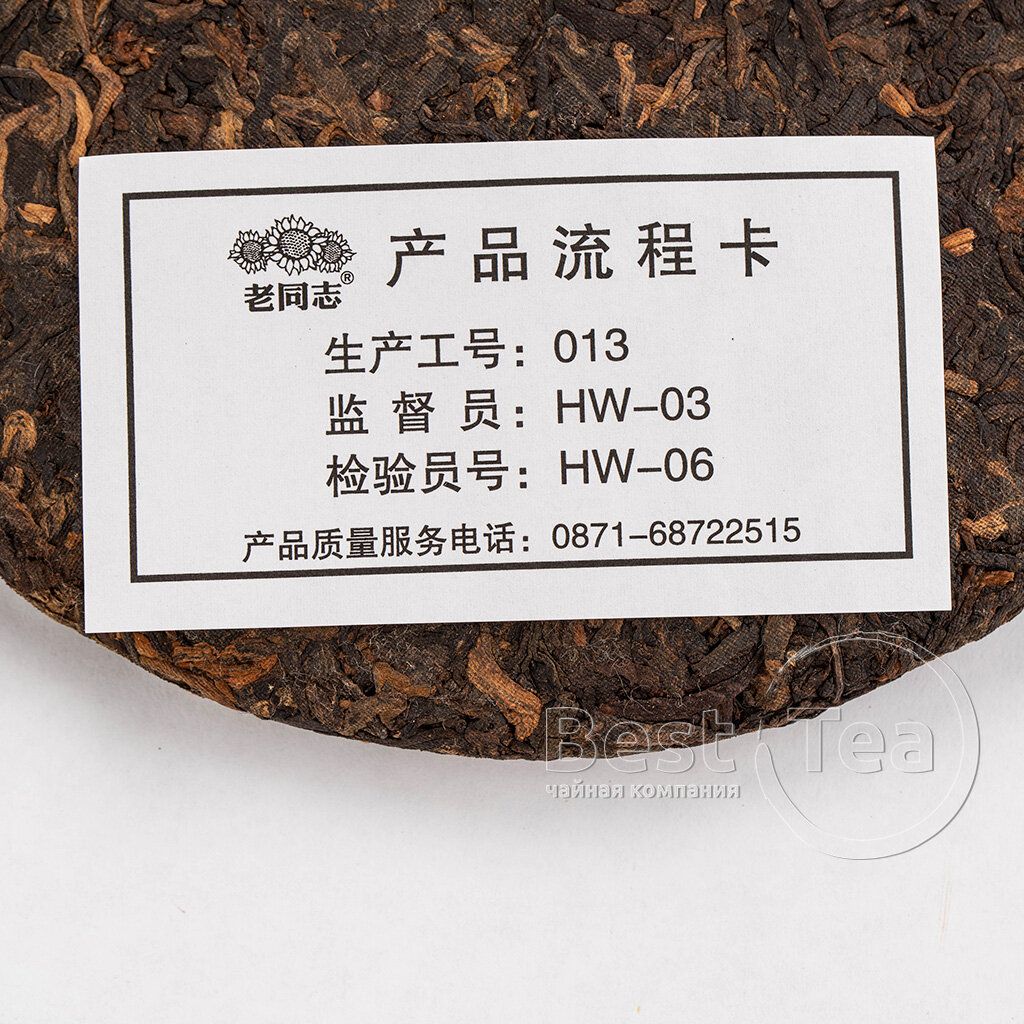 老同志®
产品流程卡
生产工号：013
监督员：HW-03
检验员号：HW-06
产品质量服务电话：0871-68722515
Best Tea
чайная компания